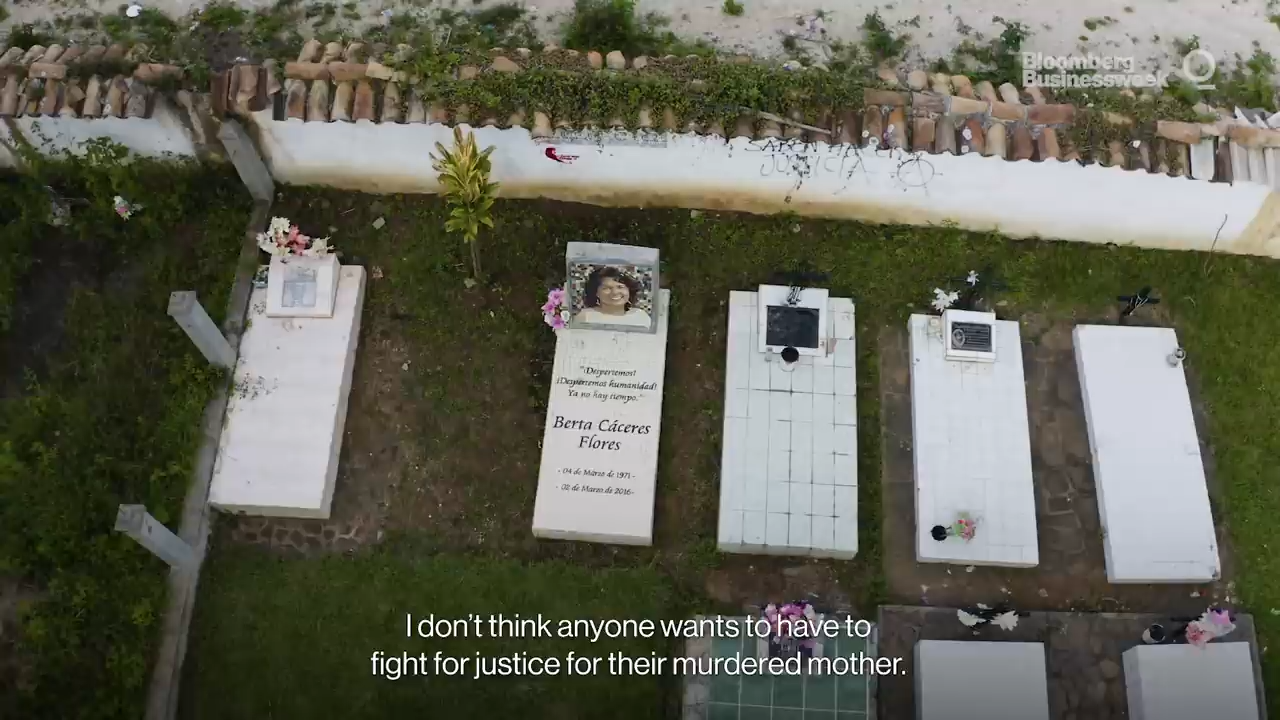 Bloomberg
Businessweek
JUSTICIA
"¡Despertemos!
¡Despertemos humanidad!
Ya no hay tiempo."
Berta Cáceres
Flores
- 04 de Marzo de 1971 -
- 02 de Marzo de 2016 -
I don't think anyone wants to have to
fight for justice for their murdered mother.